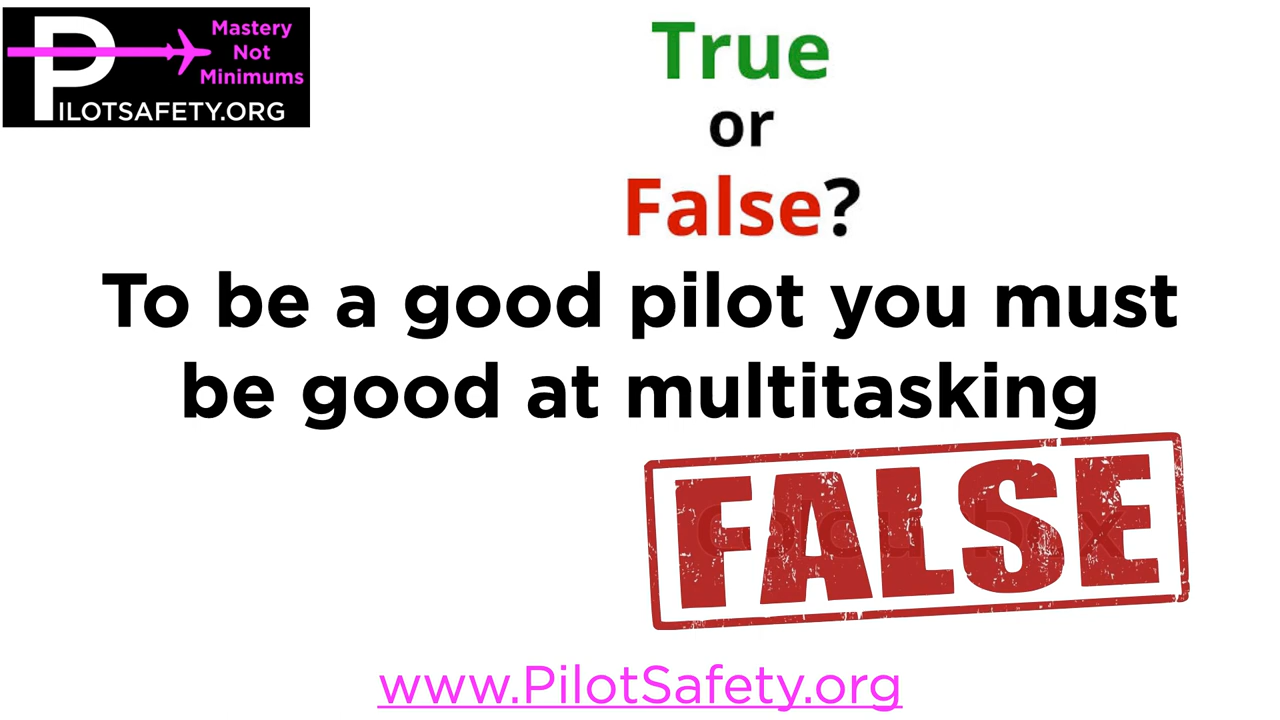 Mastery
Not
Minimums
PILOTSAFETY.ORG
True
or
False?
To be a good pilot you must
be good at multitasking
FALSE
www.PilotSafety.org